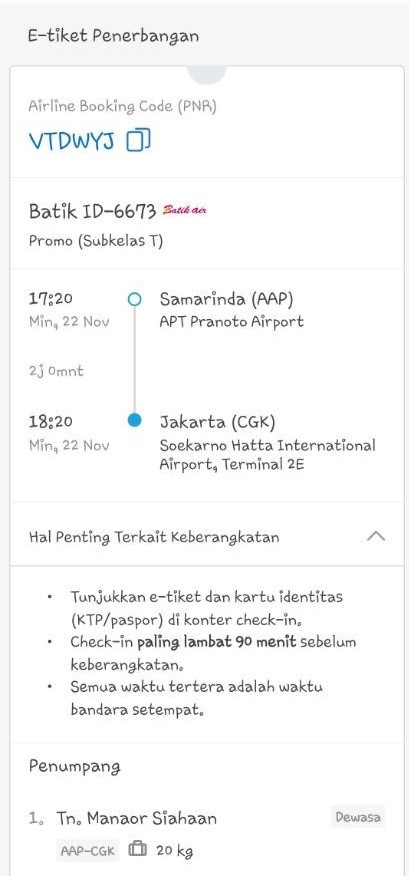 E-tiket Penerbangan
Airline Booking Code (PNR)
VTDWYJ
Batik ID-6673 Batik air
Promo (Subkelas T)
17:20 Samarinda (AAP)
Min, 22 Nov APT Pranoto Airport
2j 0mnt
18:20 Jakarta (CGK)
Min, 22 Nov Soekarno Hatta International
Airport, Terminal 2E
Hal Penting Terkait Keberangkatan
• Tunjukkan e-tiket dan kartu identitas
(KTP/paspor) di konter check-in.
• Check-in paling lambat 90 menit sebelum
keberangkatan.
• Semua waktu tertera adalah waktu
bandara setempat.
Penumpang
1. Tn. Manaor Siahaan Dewasa
AAP-CGK 20 kg